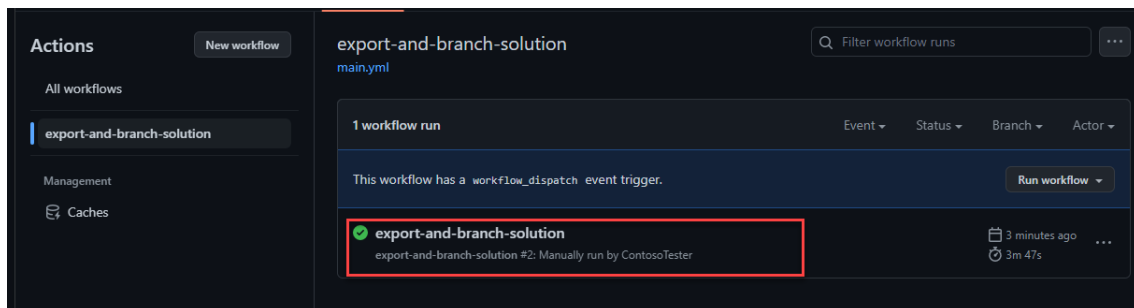 Actions
New workflow
All workflows
export-and-branch-solution
Management
Caches
export-and-branch-solution
main.yml
Filter workflow runs
1 workflow run
Event
Status
Branch
Actor
This workflow has a workflow_dispatch event trigger.
Run workflow
export-and-branch-solution
export-and-branch-solution #2: Manually run by ContosoTester
3 minutes ago
3m 47s